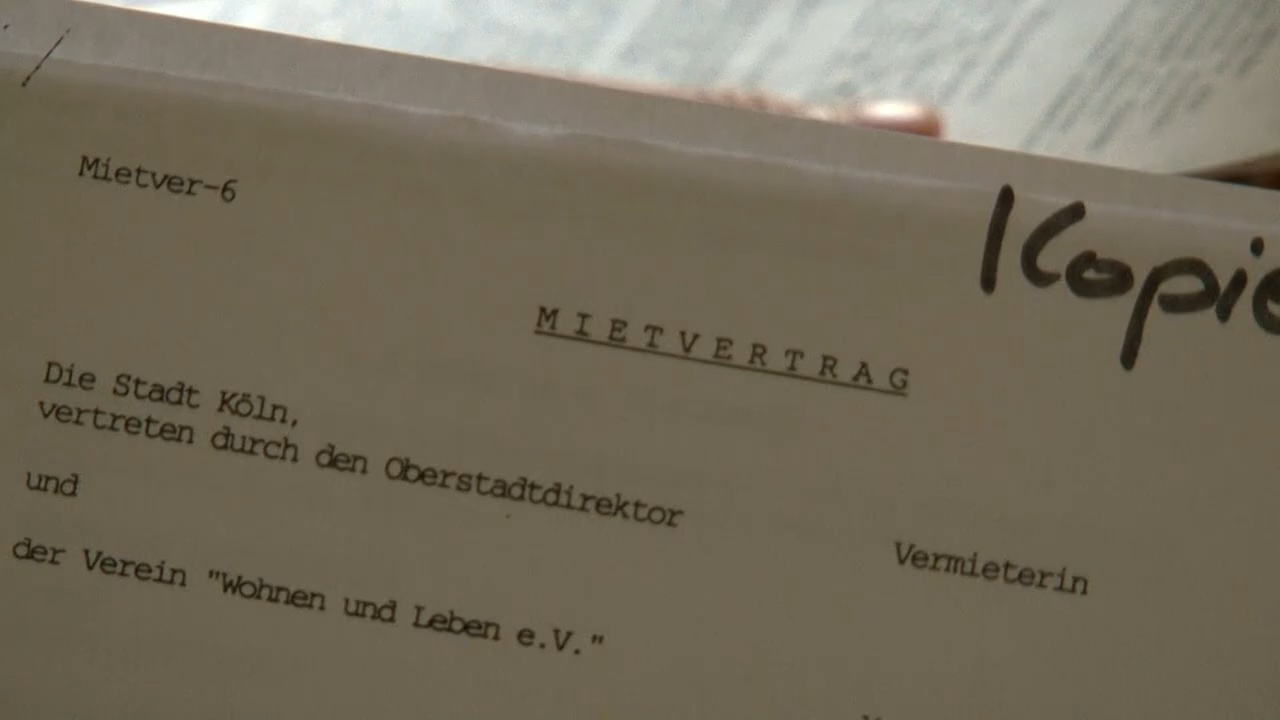 Mietver-6
Kopie
MIETVERTRAG
Die Stadt Köln,
vertreten durch den Oberstadtdirektor
Vermieterin
und
der Verein "Wohnen und Leben e.V."